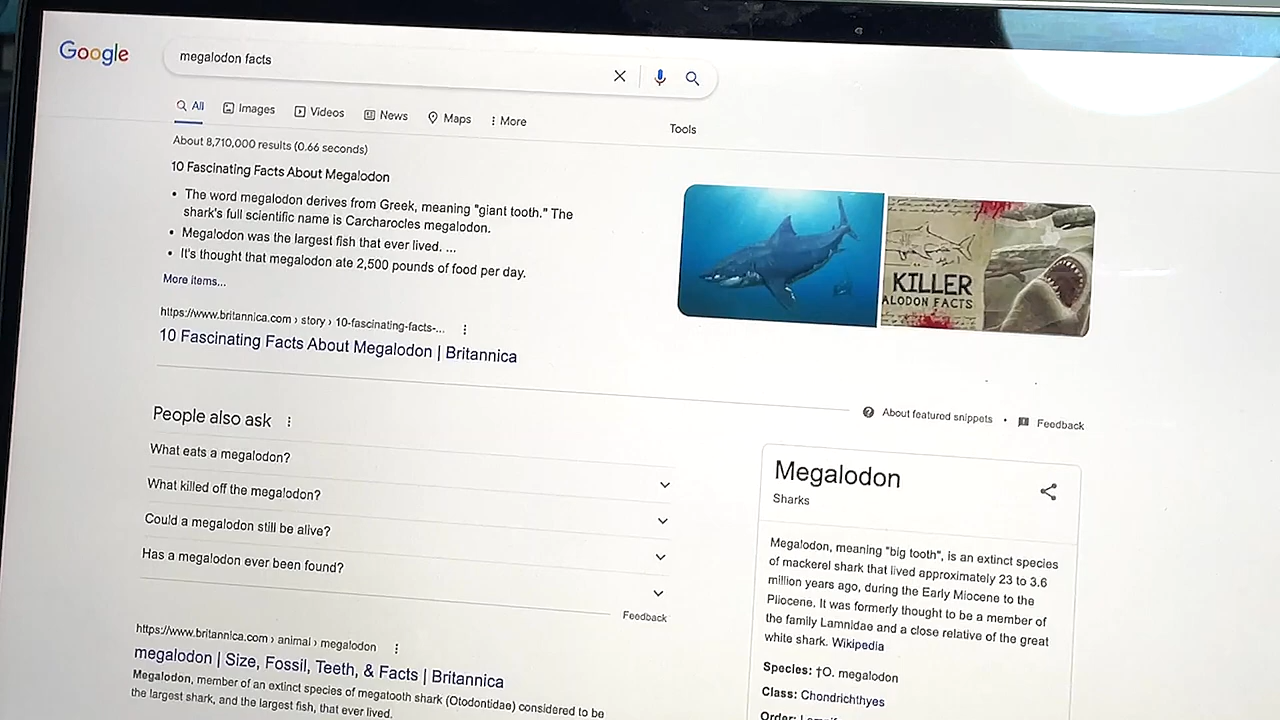 Google
megalodon facts
All
Images
Videos
News
Maps
More
Tools
About 8,710,000 results (0.66 seconds)
10 Fascinating Facts About Megalodon
• The word megalodon derives from Greek, meaning "giant tooth." The
shark's full scientific name is Carcharocles megalodon.
• Megalodon was the largest fish that ever lived. ...
• It's thought that megalodon ate 2,500 pounds of food per day.
More items...
KILLER
ALODON FACTS
https://www.britannica.com › story › 10-fascinating-facts-...
10 Fascinating Facts About Megalodon | Britannica
About featured snippets • Feedback
People also ask
What eats a megalodon?
What killed off the megalodon?
Could a megalodon still be alive?
Has a megalodon ever been found?
Feedback
https://www.britannica.com › animal › megalodon
megalodon | Size, Fossil, Teeth, & Facts | Britannica
Megalodon, member of an extinct species of megatooth shark (Otodontidae) considered to be
the largest shark, and the largest fish, that ever lived.
Megalodon
Sharks
Megalodon, meaning "big tooth", is an extinct species
of mackerel shark that lived approximately 23 to 3.6
million years ago, during the Early Miocene to the
Pliocene. It was formerly thought to be a member of
the family Lamnidae and a close relative of the great
white shark. Wikipedia
Species: †O. megalodon
Class: Chondrichthyes
Order: